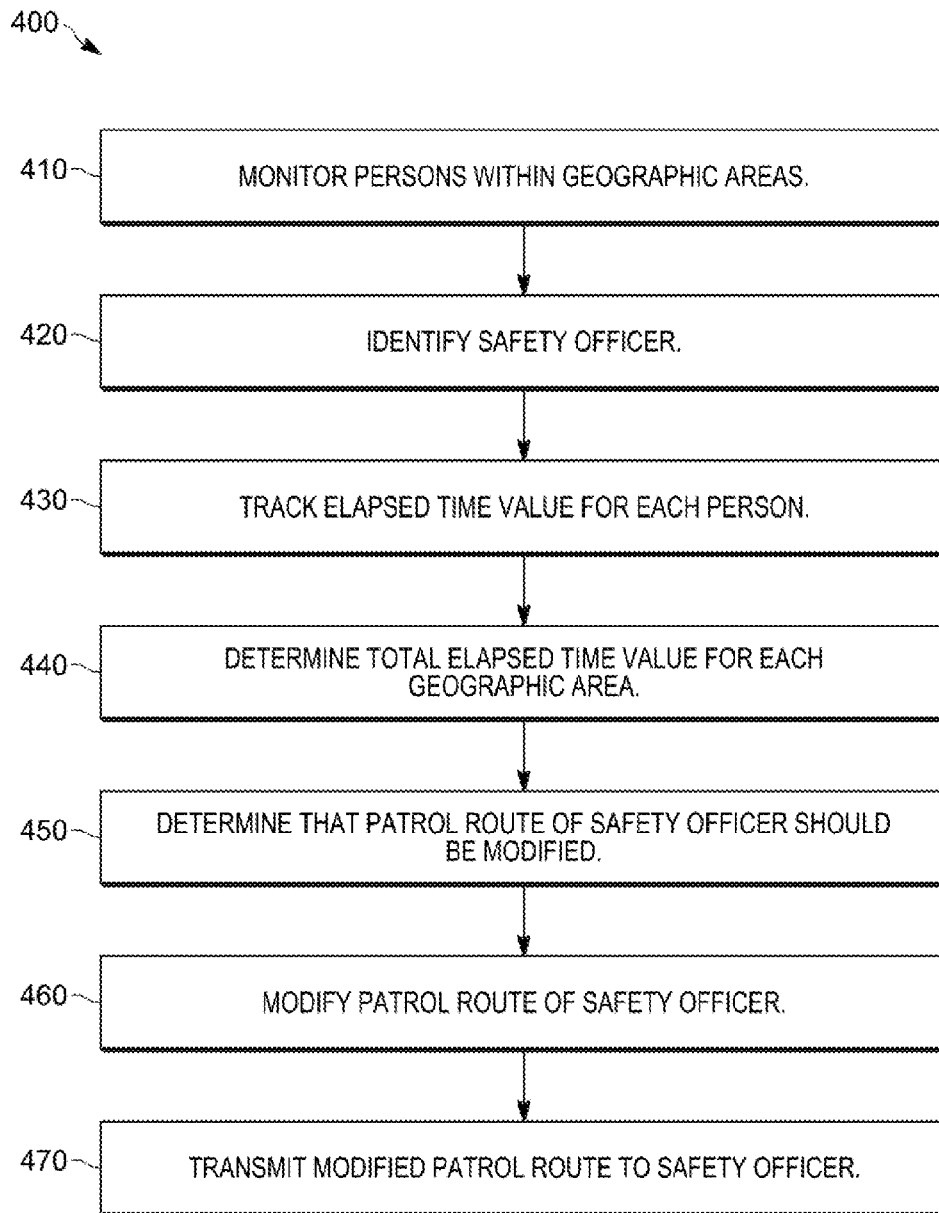 400
410
MONITOR PERSONS WITHIN GEOGRAPHIC AREAS.
420
IDENTIFY SAFETY OFFICER.
430
TRACK ELAPSED TIME VALUE FOR EACH PERSON.
440
DETERMINE TOTAL ELAPSED TIME VALUE FOR EACH
GEOGRAPHIC AREA.
450
DETERMINE THAT PATROL ROUTE OF SAFETY OFFICER SHOULD
BE MODIFIED.
460
MODIFY PATROL ROUTE OF SAFETY OFFICER.
470
TRANSMIT MODIFIED PATROL ROUTE TO SAFETY OFFICER.